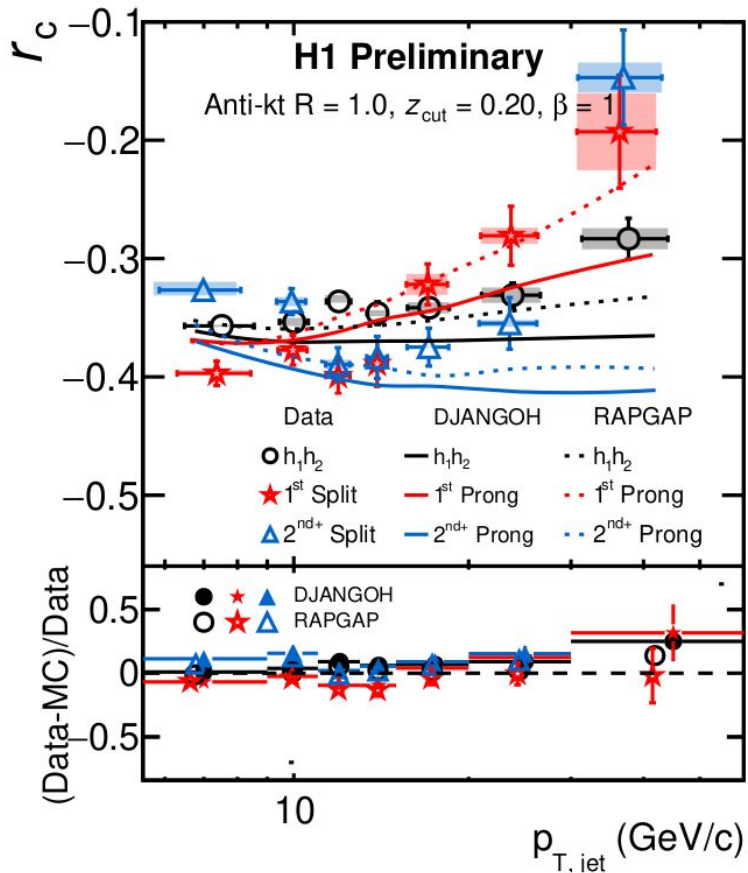 r_c
−0.1
H1 Preliminary
Anti-kt R = 1.0, z_cut = 0.20, β = 1
−0.2
−0.3
−0.4
Data DJANGOH RAPGAP
h₁h₂ h₁h₂ h₁h₂
1st Split 1st Prong 1st Prong
2nd+ Split 2nd+ Prong 2nd+ Prong
−0.5
(Data-MC)/Data
0.5
DJANGOH
RAPGAP
0
−0.5
10
p_T, jet (GeV/c)